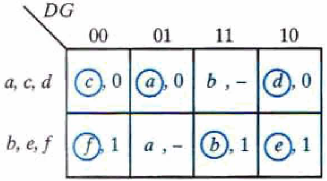 DG
00 01 11 10
a, c, d c, 0 a, 0 b, – d, 0
b, e, f f, 1 a, – b, 1 e, 1